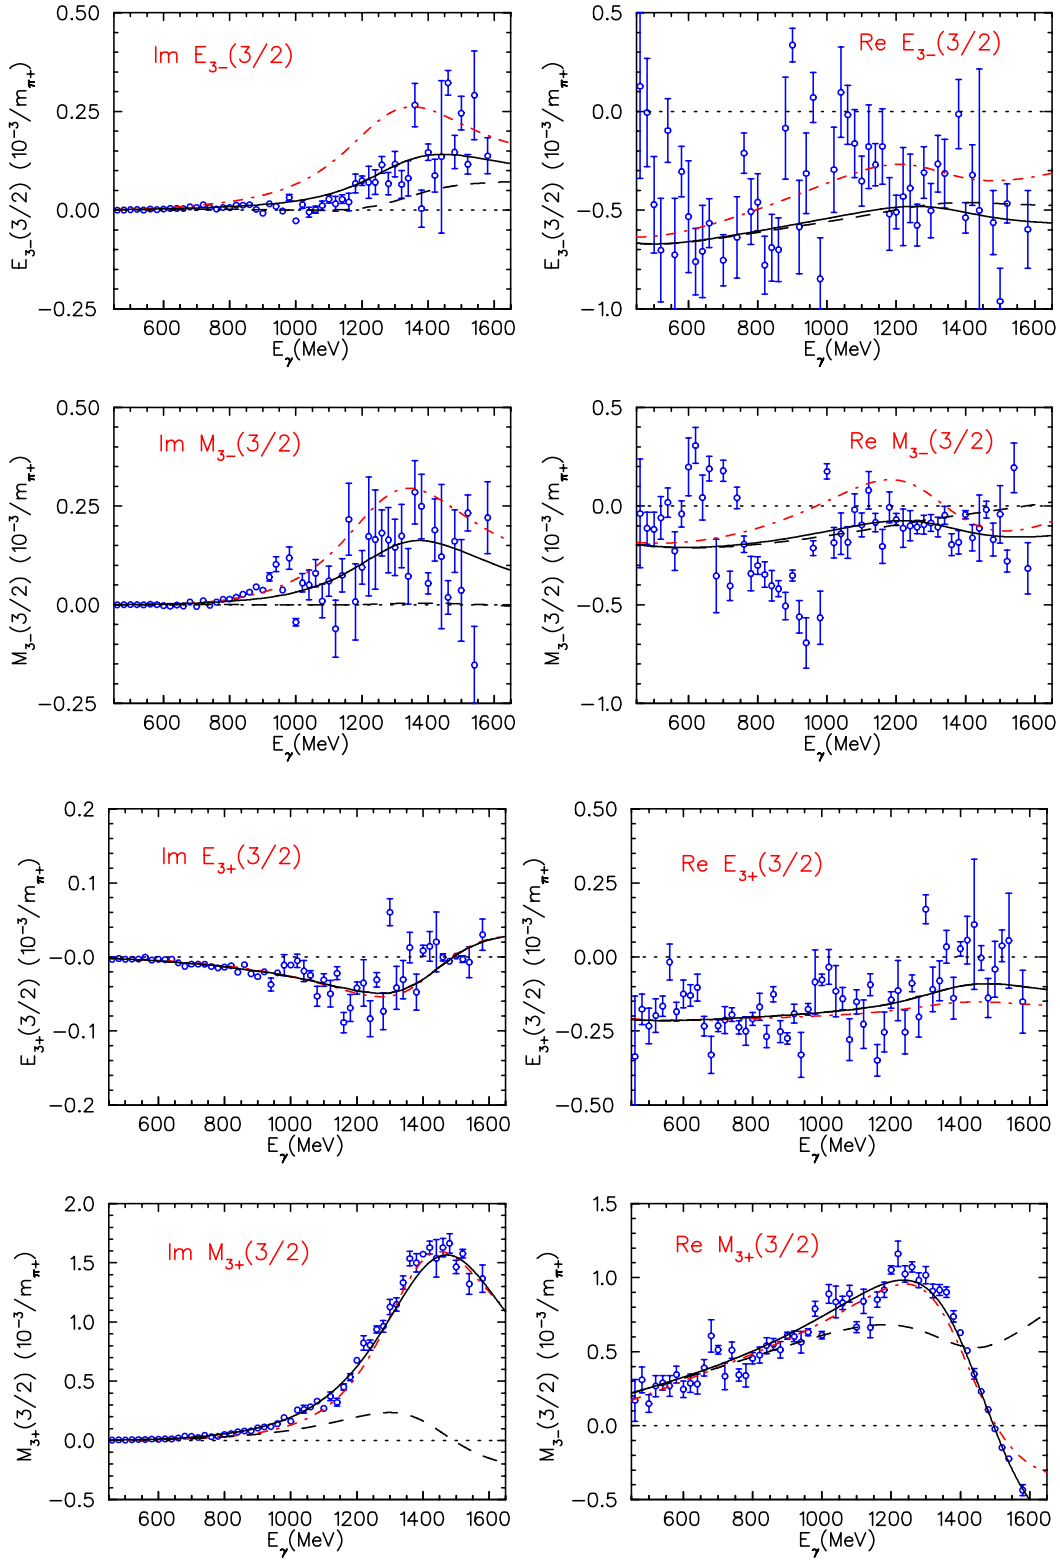 Im E3−(3/2)
E3−(3/2) (10−3/mπ+)
0.50
0.25
0.00
−0.25
600 800 1000 1200 1400 1600
Eγ(MeV)
Re E3−(3/2)
E3−(3/2) (10−3/mπ+)
0.5
0.0
−0.5
−1.0
600 800 1000 1200 1400 1600
Eγ(MeV)
Im M3−(3/2)
M3−(3/2) (10−3/mπ+)
0.50
0.25
0.00
−0.25
600 800 1000 1200 1400 1600
Eγ(MeV)
Re M3−(3/2)
M3−(3/2) (10−3/mπ+)
0.5
0.0
−0.5
−1.0
600 800 1000 1200 1400 1600
Eγ(MeV)
Im E3+(3/2)
E3+(3/2) (10−3/mπ+)
0.2
0.1
−0.0
−0.1
−0.2
600 800 1000 1200 1400 1600
Eγ(MeV)
Re E3+(3/2)
E3+(3/2) (10−3/mπ+)
0.50
0.25
0.00
−0.25
−0.50
600 800 1000 1200 1400 1600
Eγ(MeV)
Im M3+(3/2)
M3+(3/2) (10−3/mπ+)
2.0
1.5
1.0
0.5
0.0
−0.5
600 800 1000 1200 1400 1600
Eγ(MeV)
Re M3+(3/2)
M3−(3/2) (10−3/mπ+)
1.5
1.0
0.5
0.0
−0.5
600 800 1000 1200 1400 1600
Eγ(MeV)